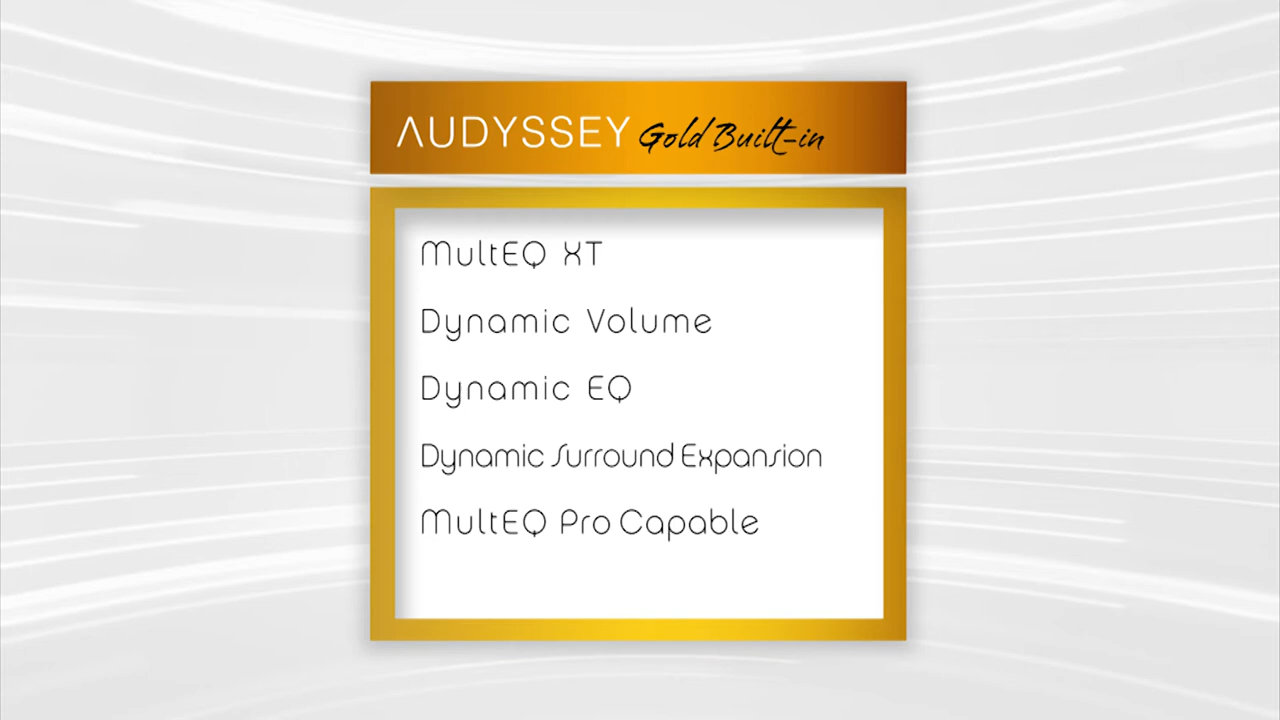 AUDYSSEY Gold Built-in
MultEQ XT
Dynamic Volume
Dynamic EQ
Dynamic Surround Expansion
MultEQ Pro Capable